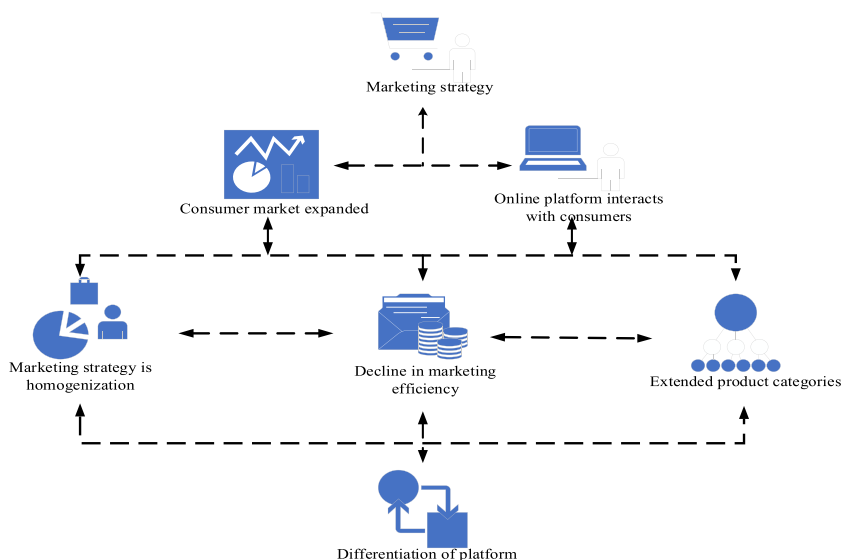 Marketing strategy
Consumer market expanded
Online platform interacts
with consumers
Marketing strategy is
homogenization
Decline in marketing
efficiency
Extended product categories
Differentiation of platform